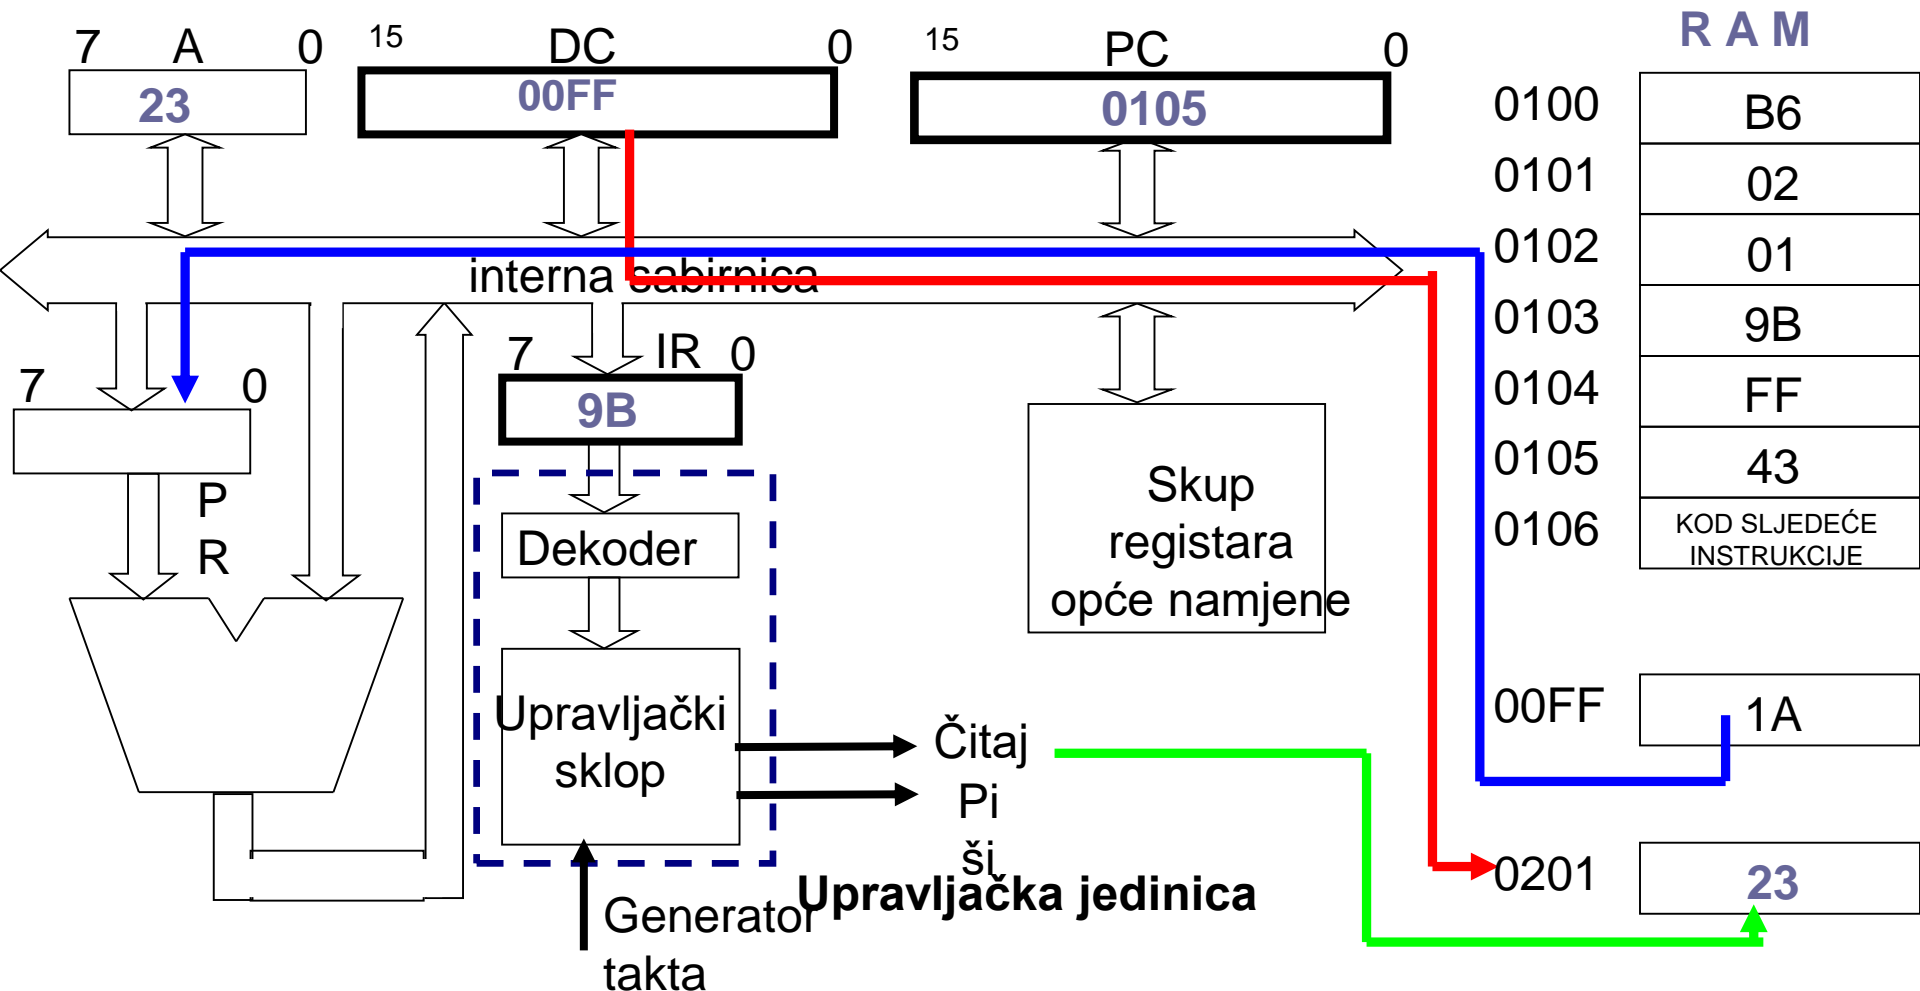 7 A 0
15 DC 0
15 PC 0
R A M
23
00FF
0105
0100 B6
0101 02
0102 01
0103 9B
0104 FF
0105 43
0106 KOD SLJEDEĆE
INSTRUKCIJE
interna sabirnica
7 IR 0
9B
7 0
P
R
Dekoder
Upravljački
sklop
Skup
registara
opće namjene
Čitaj
Pi
ši
Upravljačka jedinica
Generator
takta
00FF 1A
0201 23